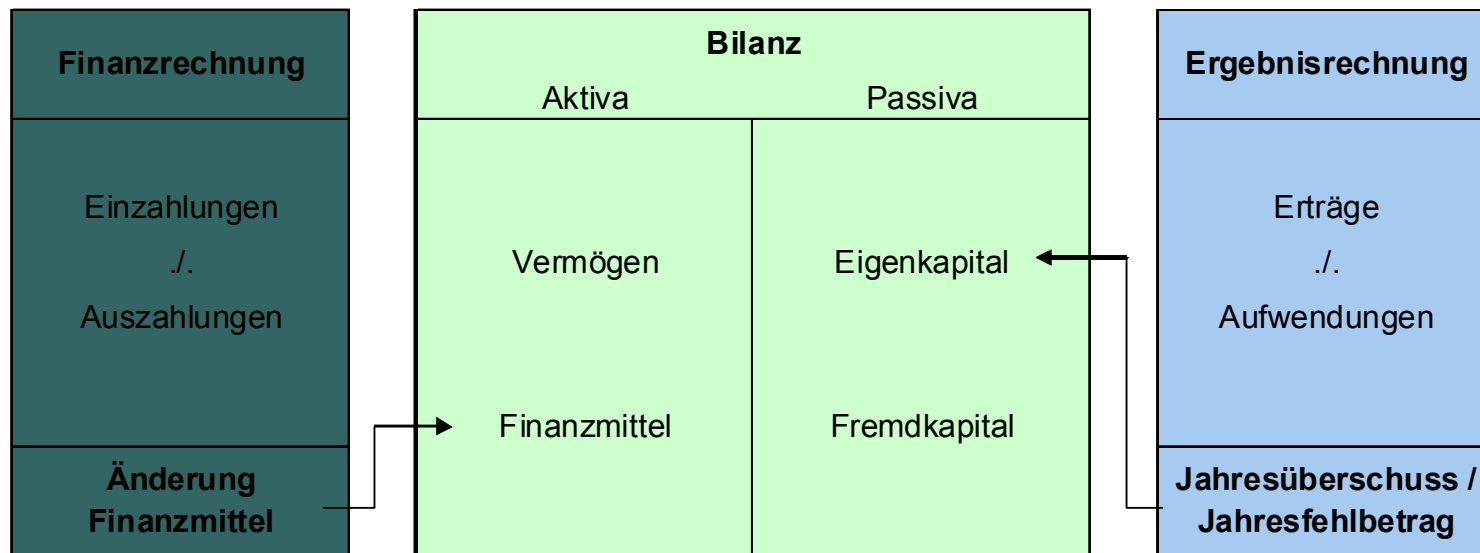 Finanzrechnung
Einzahlungen
./.
Auszahlungen
Änderung
Finanzmittel
Bilanz
Aktiva
Passiva
Vermögen
Eigenkapital
Finanzmittel
Fremdkapital
Ergebnisrechnung
Erträge
./.
Aufwendungen
Jahresüberschuss /
Jahresfehlbetrag